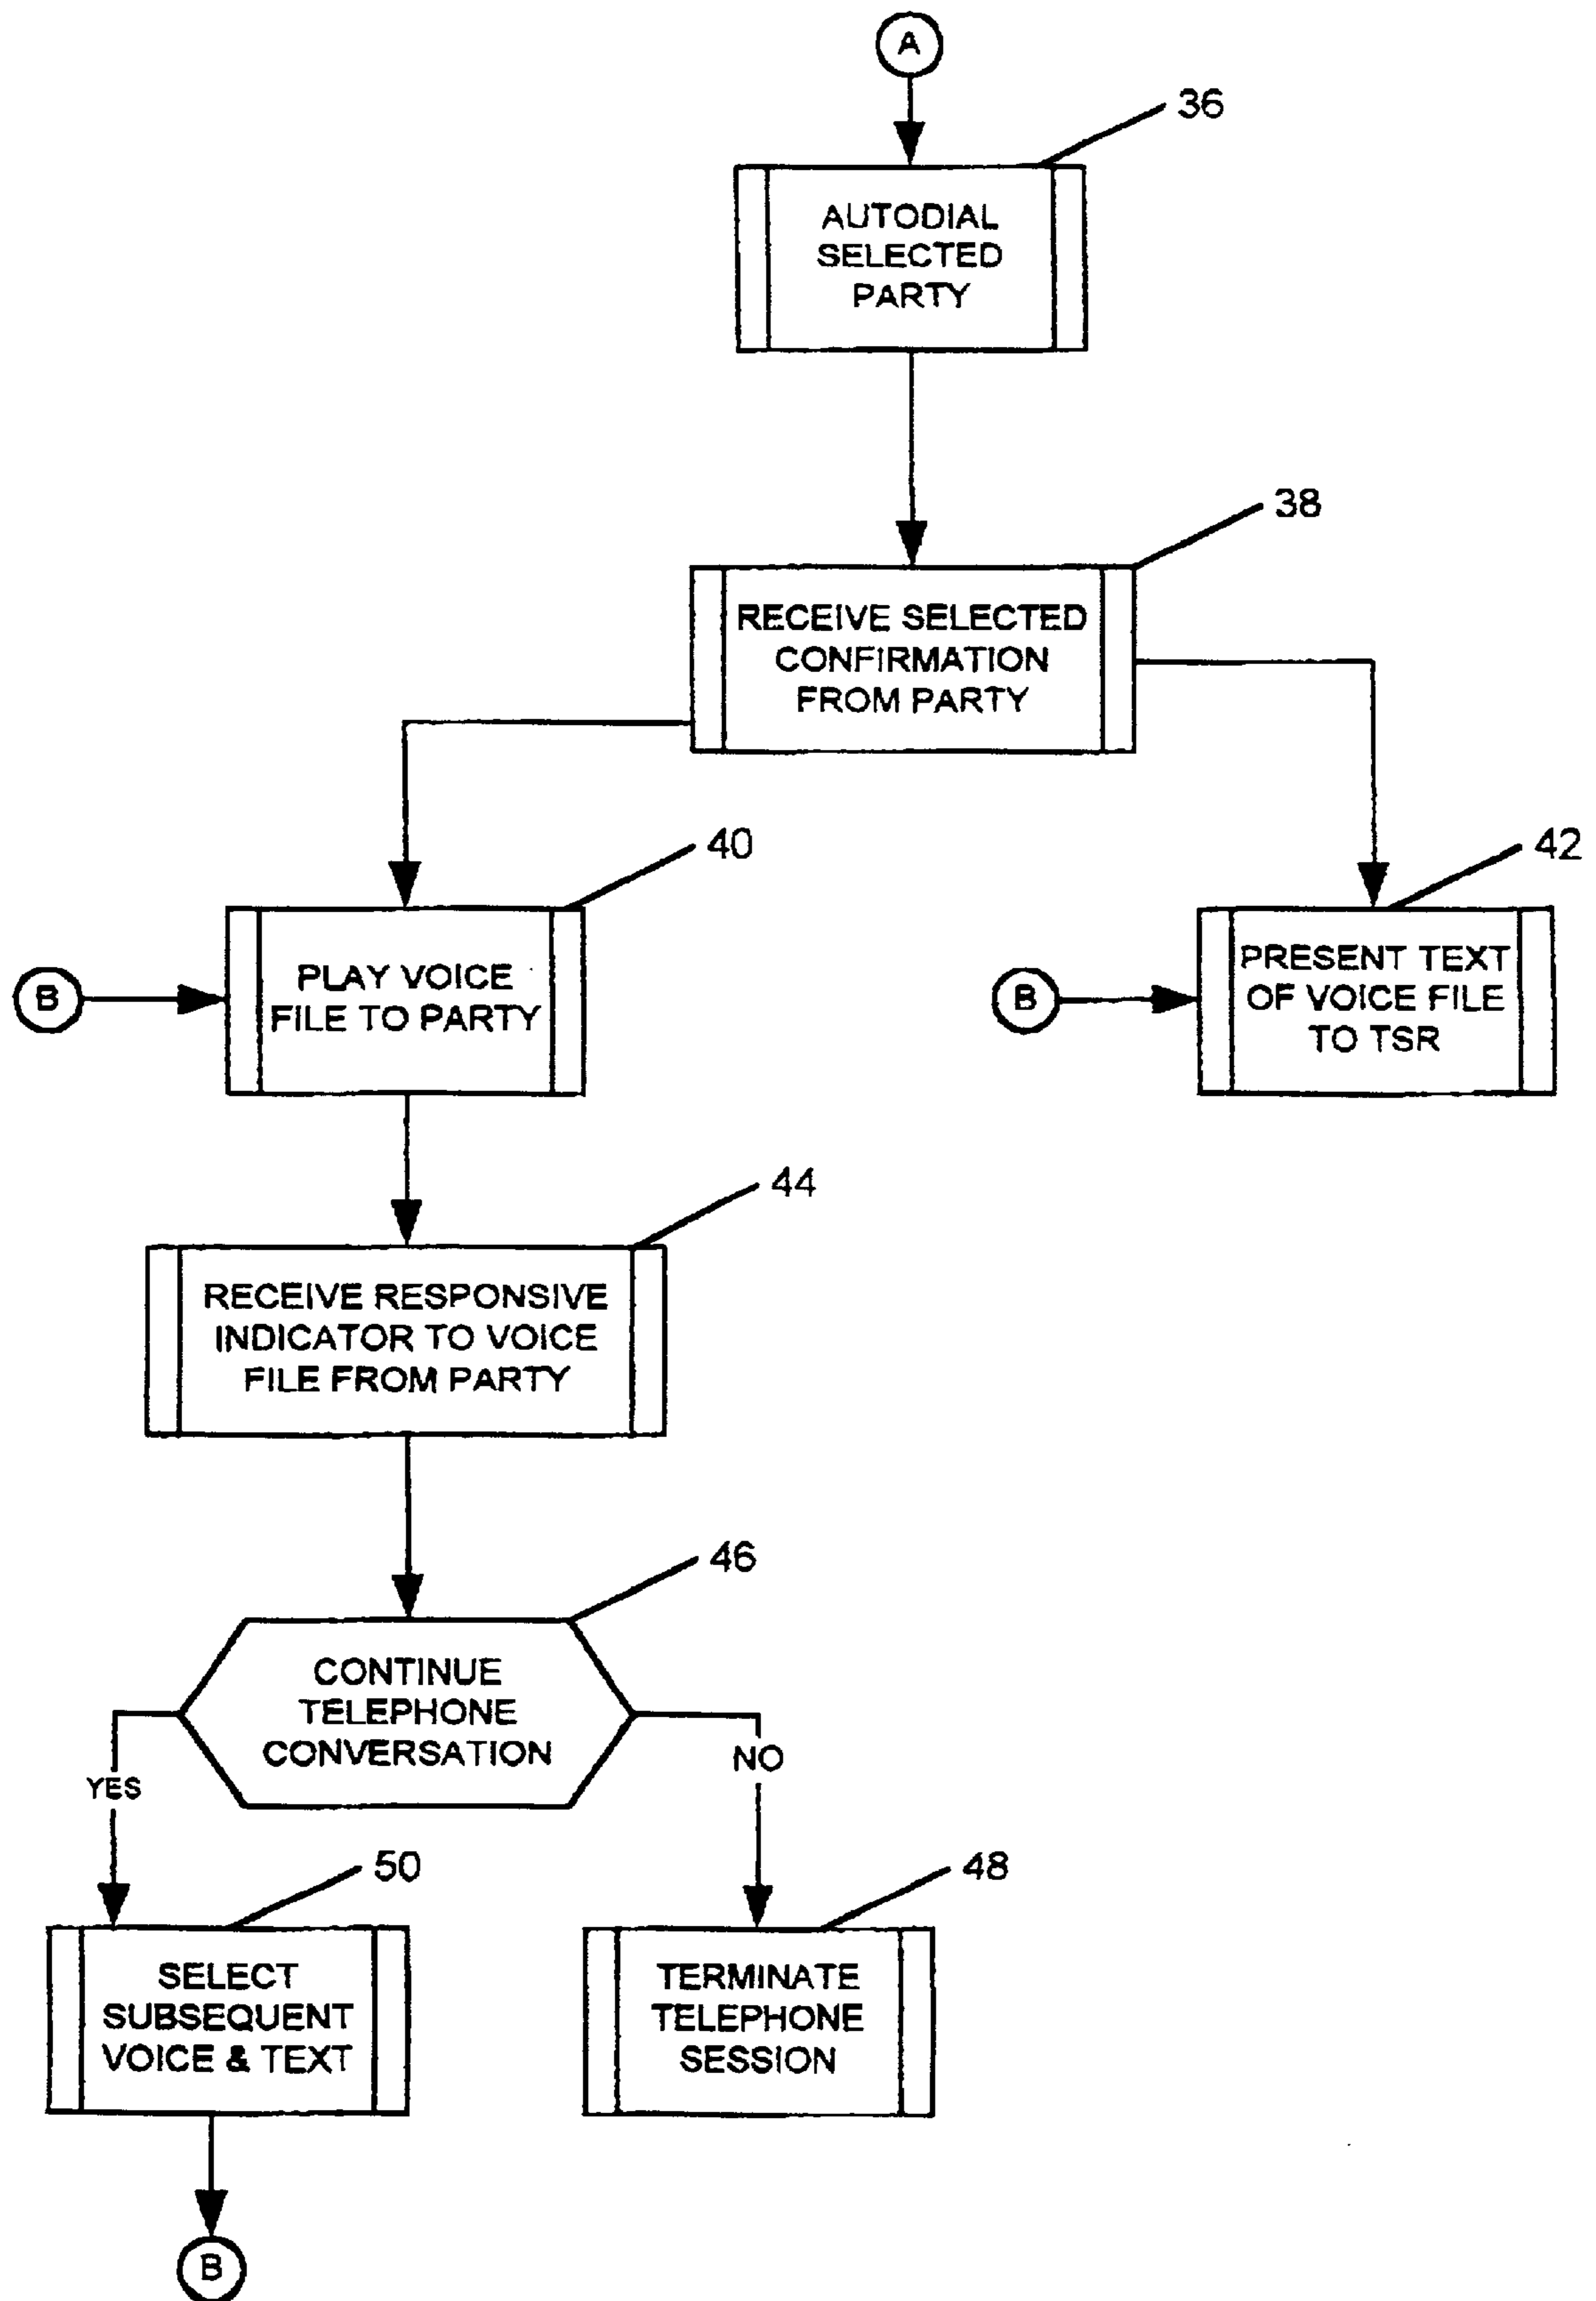 A
36
AUTODIAL
SELECTED
PARTY
38
RECEIVE SELECTED
CONFIRMATION
FROM PARTY
40
42
PLAY VOICE
FILE TO PARTY
B
B
PRESENT TEXT
OF VOICE FILE
TO TSR
44
RECEIVE RESPONSIVE
INDICATOR TO VOICE
FILE FROM PARTY
46
CONTINUE
TELEPHONE
CONVERSATION
YES
NO
50
48
SELECT
SUBSEQUENT
VOICE & TEXT
TERMINATE
TELEPHONE
SESSION
B